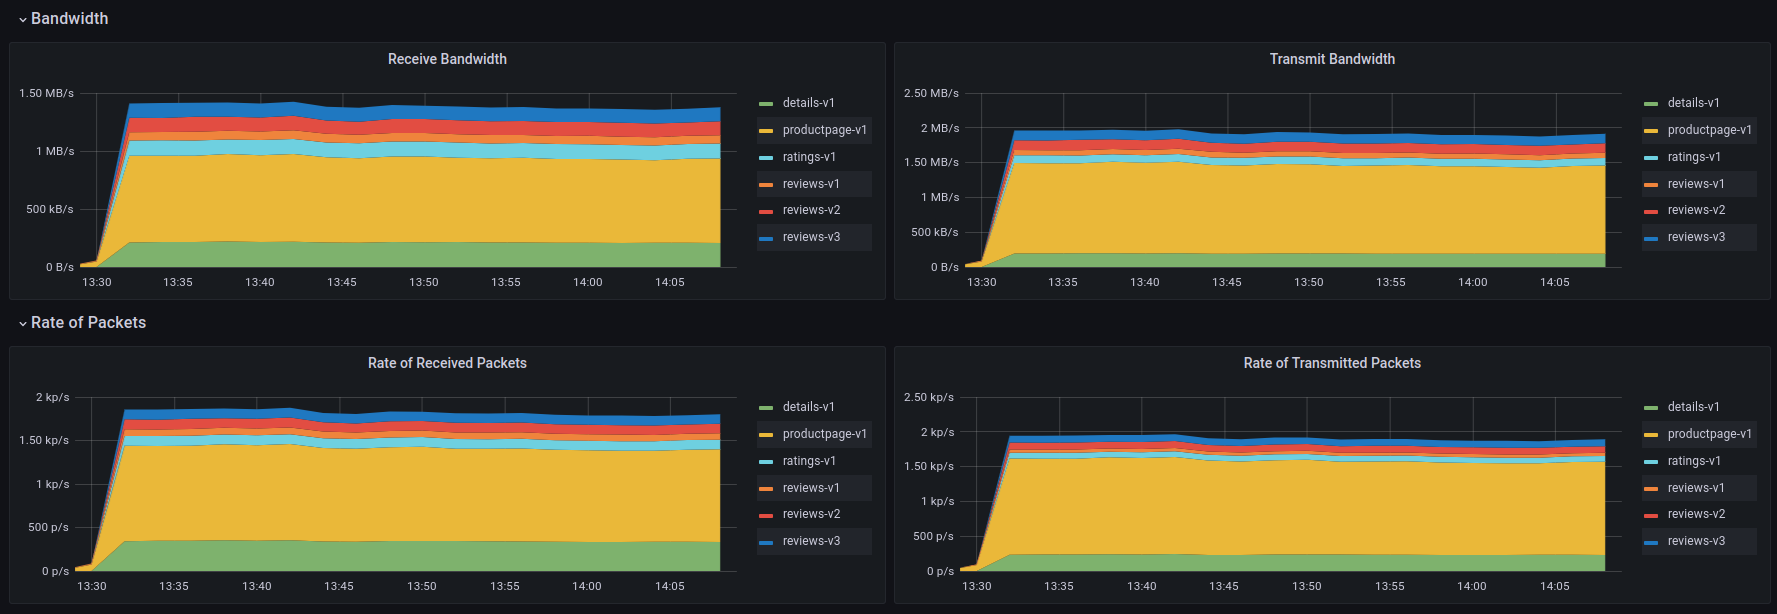 Bandwidth
Receive Bandwidth
1.50 MB/s
1 MB/s
500 kB/s
0 B/s
13:30 13:35 13:40 13:45 13:50 13:55 14:00 14:05
details-v1
productpage-v1
ratings-v1
reviews-v1
reviews-v2
reviews-v3
Transmit Bandwidth
2.50 MB/s
2 MB/s
1.50 MB/s
1 MB/s
500 kB/s
0 B/s
13:30 13:35 13:40 13:45 13:50 13:55 14:00 14:05
details-v1
productpage-v1
ratings-v1
reviews-v1
reviews-v2
reviews-v3
Rate of Packets
Rate of Received Packets
2 kp/s
1.50 kp/s
1 kp/s
500 p/s
0 p/s
13:30 13:35 13:40 13:45 13:50 13:55 14:00 14:05
details-v1
productpage-v1
ratings-v1
reviews-v1
reviews-v2
reviews-v3
Rate of Transmitted Packets
2.50 kp/s
2 kp/s
1.50 kp/s
1 kp/s
500 p/s
0 p/s
13:30 13:35 13:40 13:45 13:50 13:55 14:00 14:05
details-v1
productpage-v1
ratings-v1
reviews-v1
reviews-v2
reviews-v3